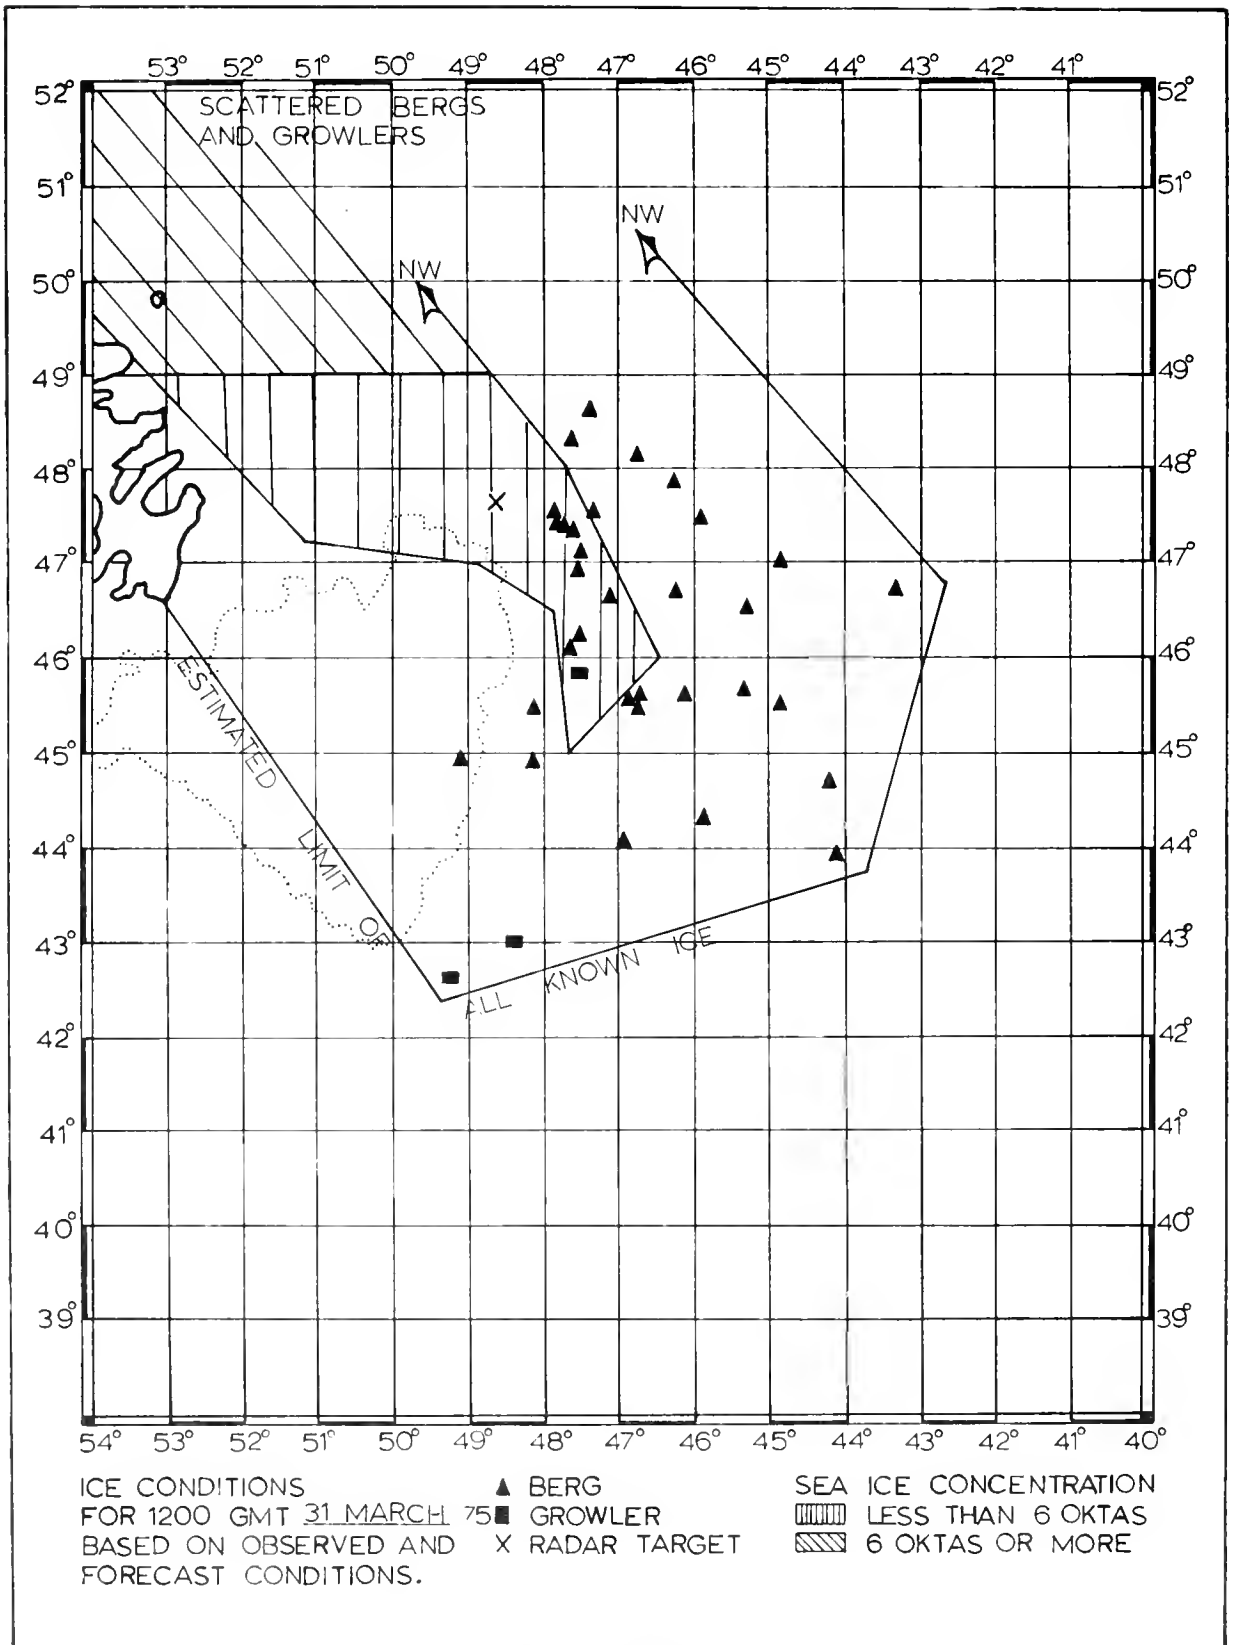 53° 52° 51° 50° 49° 48° 47° 46° 45° 44° 43° 42° 41°
52° 52°
SCATTERED BERGS
AND GROWLERS
51° 51°
NW
NW
50° 50°
49° 49°
48° 48°
47° 47°
46° 46°
45° 45°
44° 44°
43° 43°
ESTIMATED LIMIT OF
ALL KNOWN ICE
42° 42°
41° 41°
40° 40°
39° 39°
54° 53° 52° 51° 50° 49° 48° 47° 46° 45° 44° 43° 42° 41° 40°
ICE CONDITIONS
FOR 1200 GMT 31 MARCH 75
BASED ON OBSERVED AND
FORECAST CONDITIONS.
BERG
GROWLER
X RADAR TARGET
SEA ICE CONCENTRATION
LESS THAN 6 OKTAS
6 OKTAS OR MORE